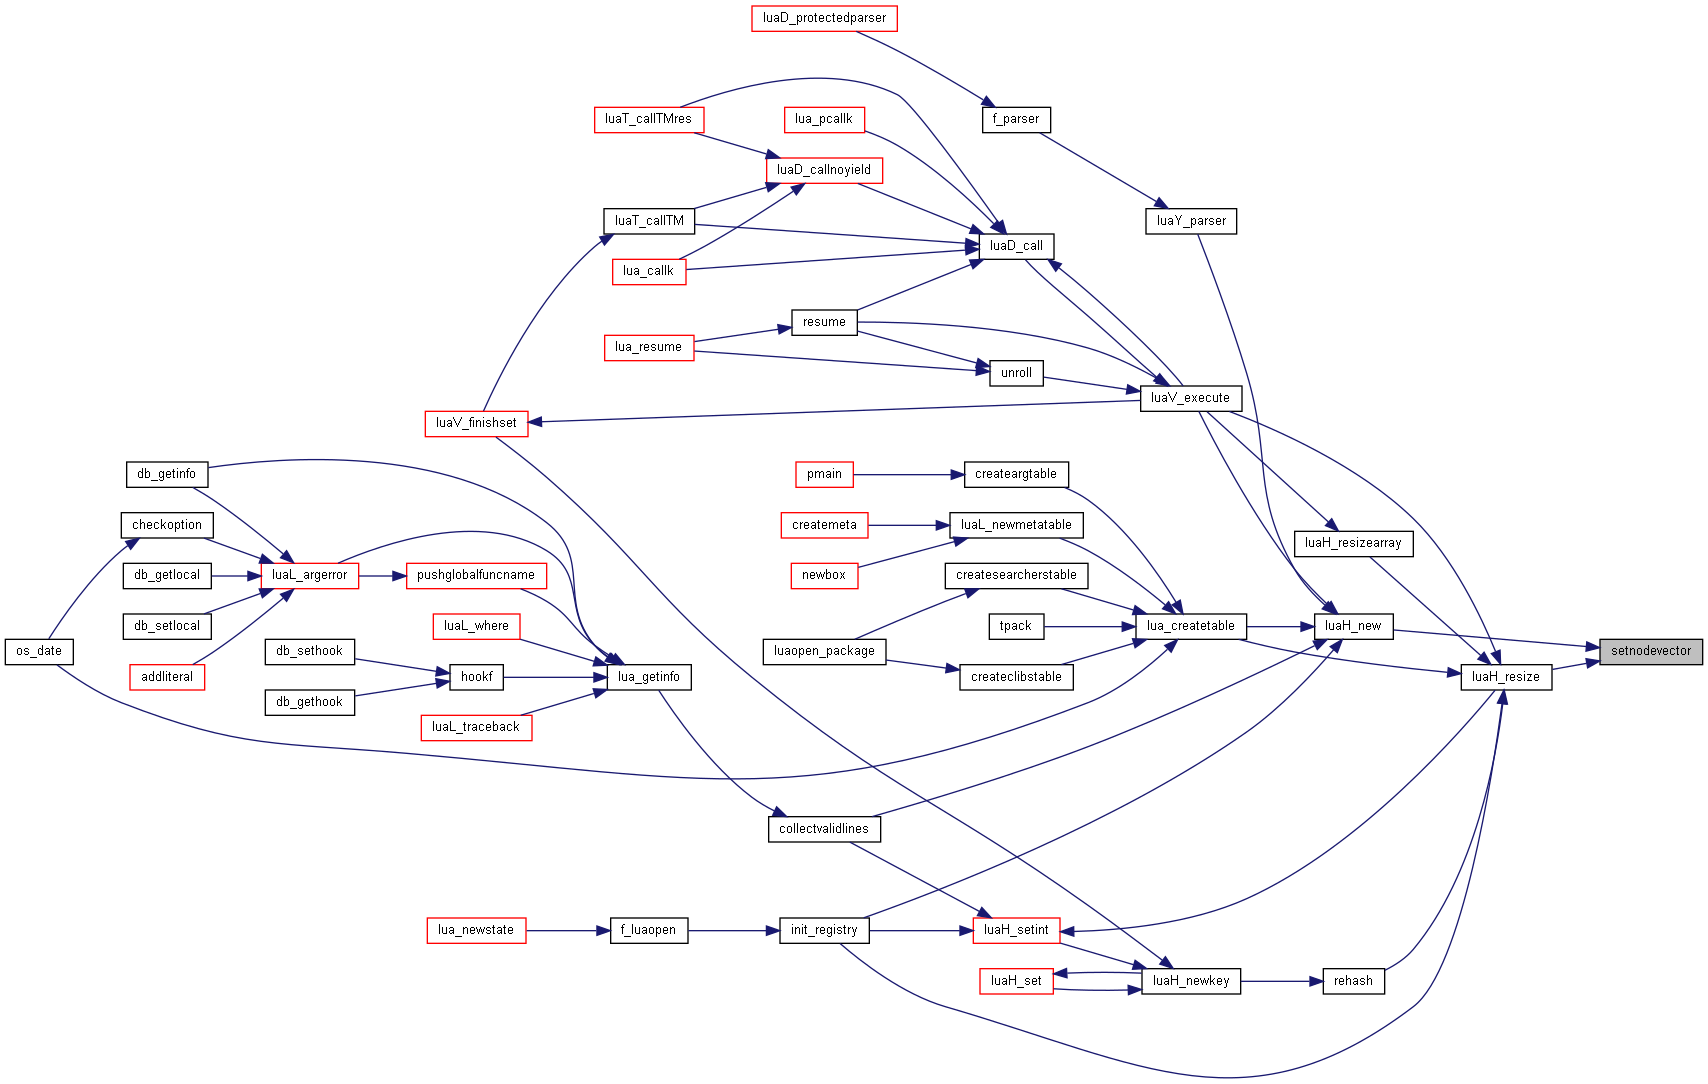 luaD_protectedparser
luaT_callTMres
lua_pcallk
f_parser
luaD_callnoyield
luaT_callTM
luaY_parser
luaD_call
lua_callk
resume
lua_resume
unroll
luaV_execute
luaV_finishset
db_getinfo
pmain
createargtable
checkoption
createmeta
luaL_newmetatable
luaH_resizearray
db_getlocal
luaL_argerror
pushglobalfuncname
newbox
createsearcherstable
db_setlocal
luaL_where
tpack
lua_createtable
luaH_new
os_date
db_sethook
luaopen_package
setnodevector
addliteral
hookf
lua_getinfo
createclibstable
luaH_resize
db_gethook
luaL_traceback
collectvalidlines
lua_newstate
f_luaopen
init_registry
luaH_setint
luaH_set
luaH_newkey
rehash